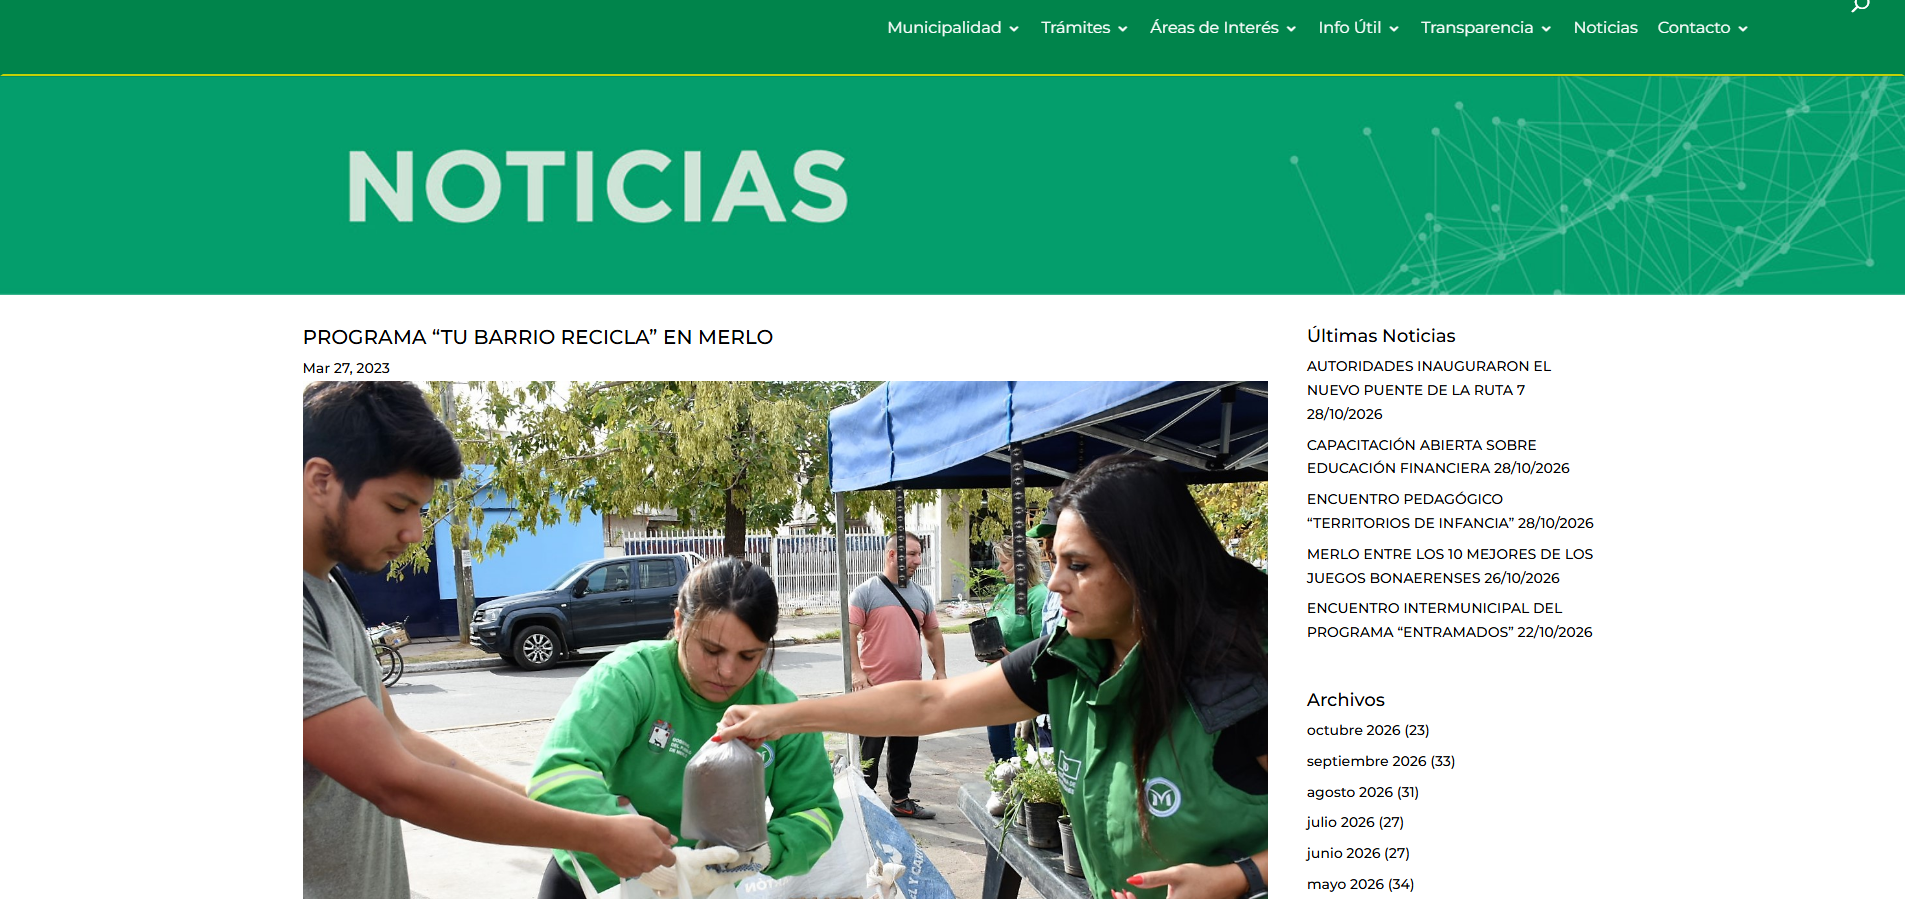 Municipalidad Trámites Áreas de Interés Info Útil Transparencia Noticias Contacto
NOTICIAS
PROGRAMA “TU BARRIO RECICLA” EN MERLO
Mar 27, 2023
Últimas Noticias
AUTORIDADES INAUGURARON EL
NUEVO PUENTE DE LA RUTA 7
28/10/2026
CAPACITACIÓN ABIERTA SOBRE
EDUCACIÓN FINANCIERA 28/10/2026
ENCUENTRO PEDAGÓGICO
“TERRITORIOS DE INFANCIA” 28/10/2026
MERLO ENTRE LOS 10 MEJORES DE LOS
JUEGOS BONAERENSES 26/10/2026
ENCUENTRO INTERMUNICIPAL DEL
PROGRAMA “ENTRAMADOS” 22/10/2026
Archivos
octubre 2026 (23)
septiembre 2026 (33)
agosto 2026 (31)
julio 2026 (27)
junio 2026 (27)
mayo 2026 (34)